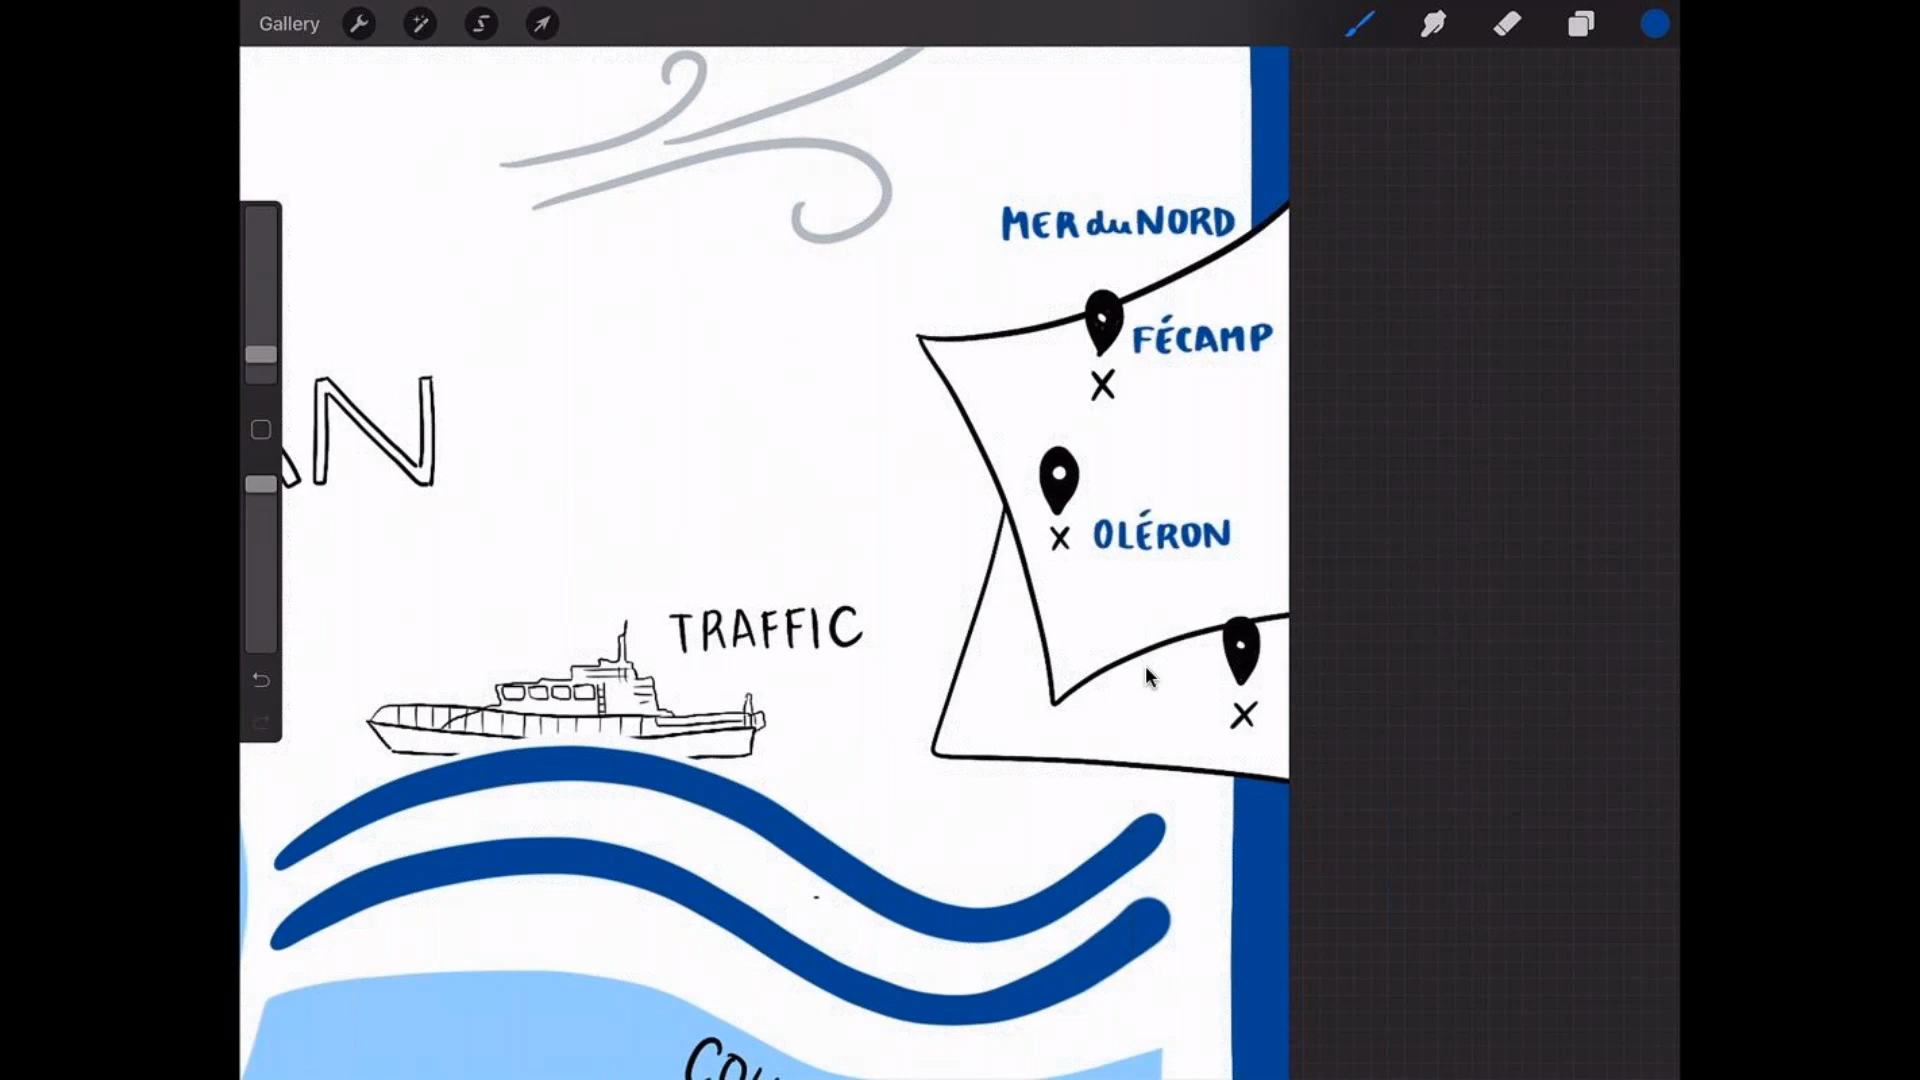 Gallery
MER du NORD
FÉCAMP
X
N
X OLÉRON
TRAFFIC
X